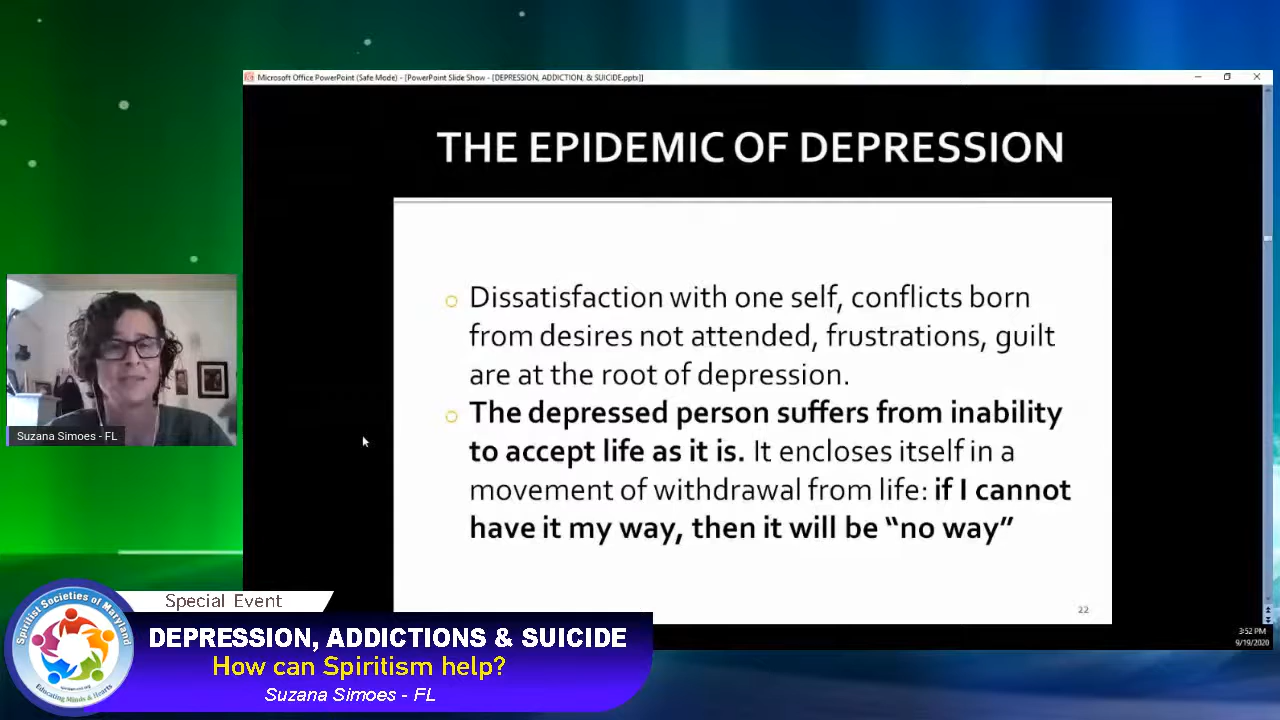 Microsoft Office PowerPoint (Safe Mode) - [PowerPoint Slide Show - [DEPRESSION, ADDICTION, & SUICIDE.pptx]]
THE EPIDEMIC OF DEPRESSION
Dissatisfaction with one self, conflicts born
from desires not attended, frustrations, guilt
are at the root of depression.
The depressed person suffers from inability
to accept life as it is. It encloses itself in a
movement of withdrawal from life: if I cannot
have it my way, then it will be “no way”
22
3:52 PM
9/19/2020
Suzana Simoes - FL
Special Event
DEPRESSION, ADDICTIONS & SUICIDE
How can Spiritism help?
Suzana Simoes - FL
Spiritist Societies of Maryland
Educating Minds & Hearts